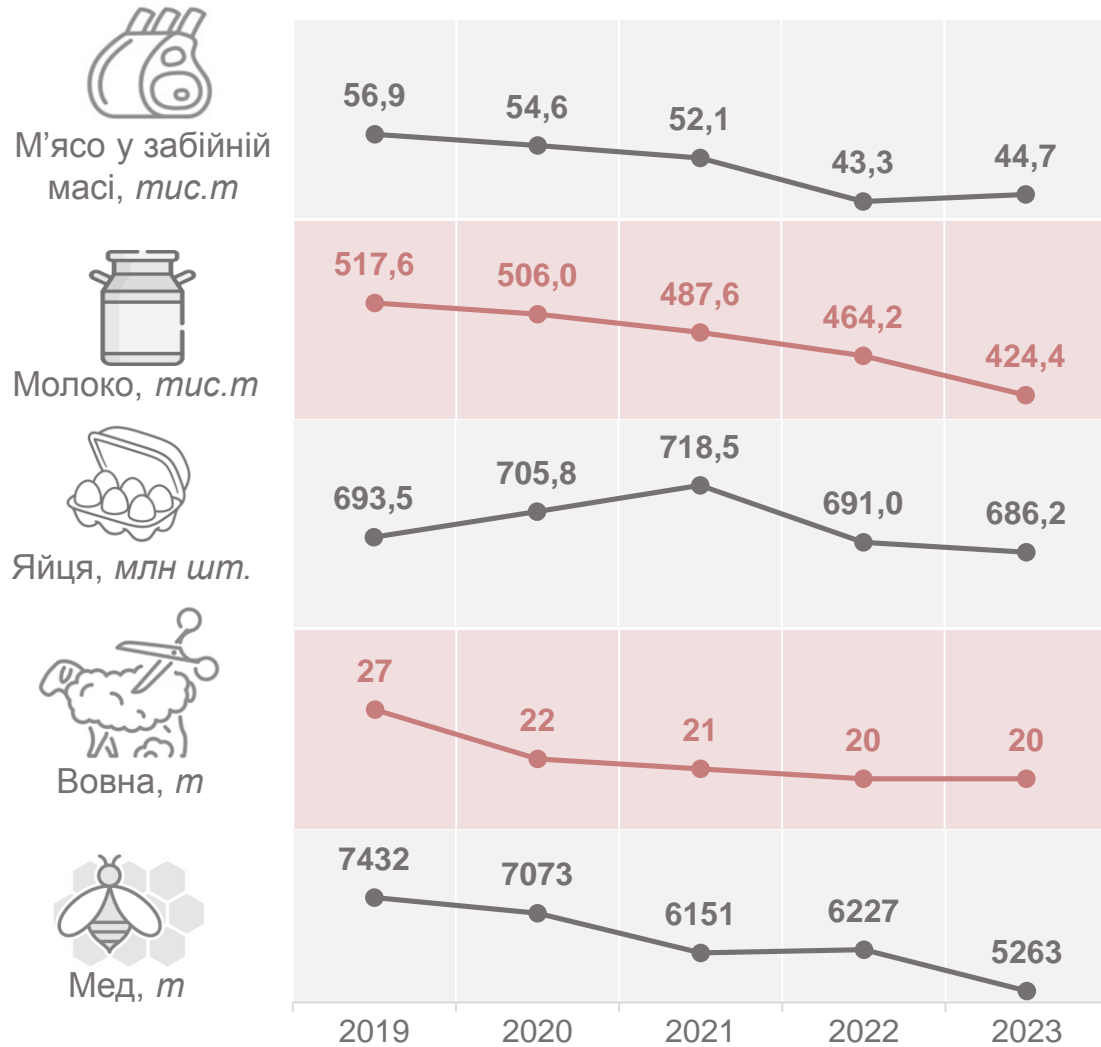 56,9 54,6 52,1 43,3 44,7
М’ясо у забійній
масі, тис.т
517,6 506,0 487,6 464,2 424,4
Молоко, тис.т
693,5 705,8 718,5 691,0 686,2
Яйця, млн шт.
27 22 21 20 20
Вовна, т
7432 7073 6151 6227 5263
Мед, т
2019 2020 2021 2022 2023